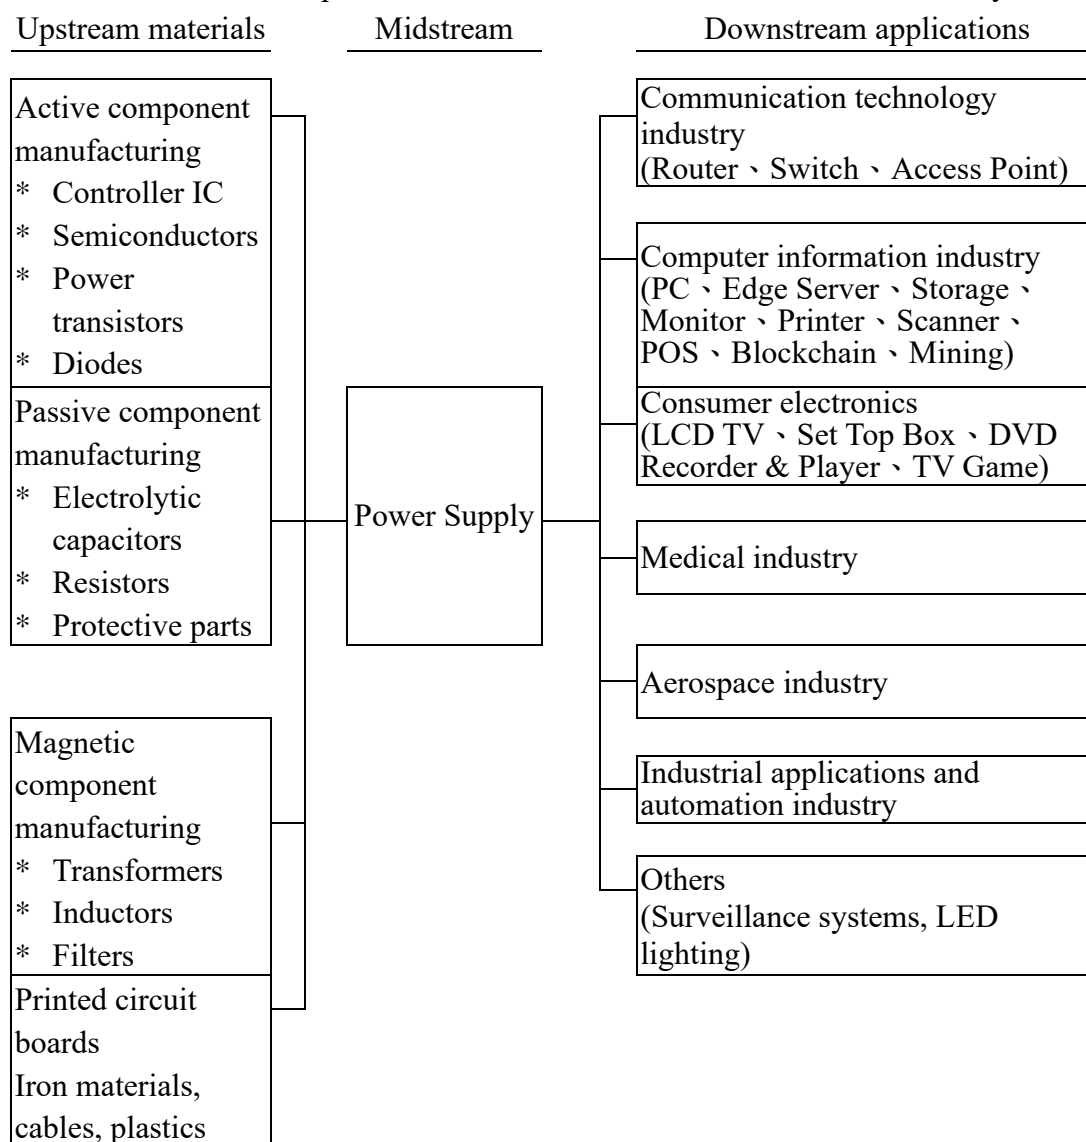 Upstream materials
Midstream
Downstream applications
Active component
manufacturing
* Controller IC
* Semiconductors
* Power
transistors
* Diodes
Passive component
manufacturing
* Electrolytic
capacitors
* Resistors
* Protective parts
Magnetic
component
manufacturing
* Transformers
* Inductors
* Filters
Printed circuit
boards
Iron materials,
cables, plastics
Power Supply
Communication technology
industry
(Router、Switch、Access Point)
Computer information industry
(PC、Edge Server、Storage、
Monitor、Printer、Scanner、
POS、Blockchain、Mining)
Consumer electronics
(LCD TV、Set Top Box、DVD
Recorder & Player、TV Game)
Medical industry
Aerospace industry
Industrial applications and
automation industry
Others
(Surveillance systems, LED
lighting)